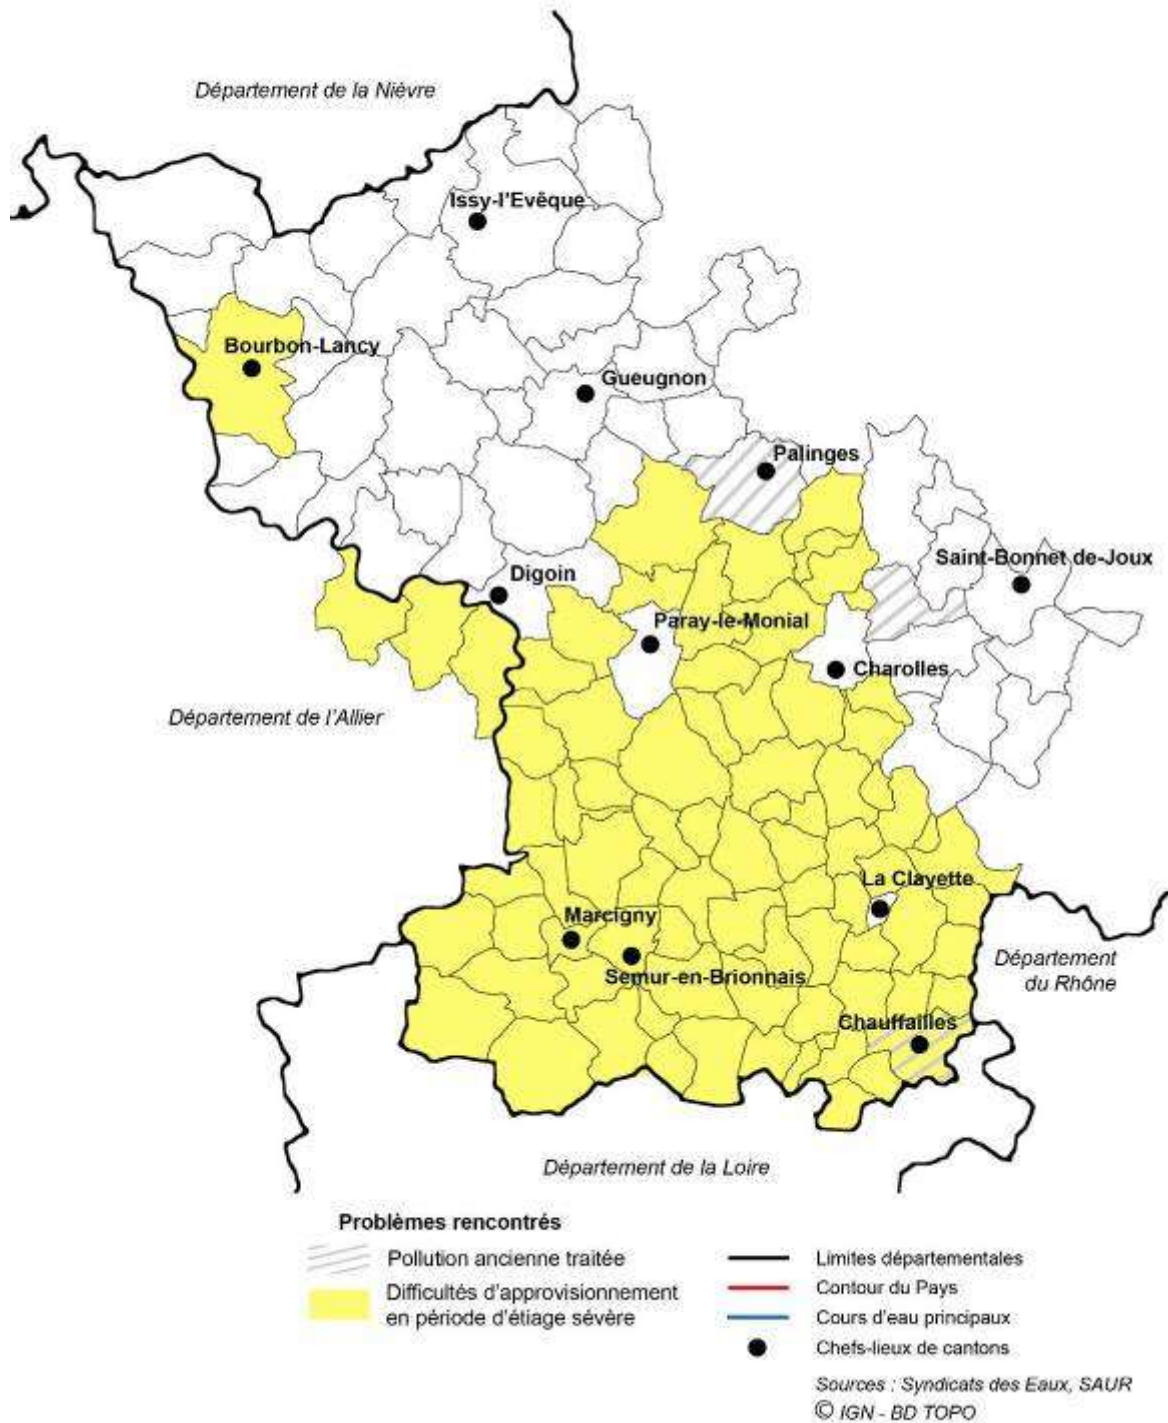 Département de la Nièvre
Issy-l'Evêque
Bourbon-Lancy
Gueugnon
Palinges
Saint-Bonnet de-Joux
Digoin
Paray-le-Monial
Charolles
Département de l'Allier
La Clayette
Marcigny
Semur-en-Brionnais
Département
du Rhône
Chauffailles
Département de la Loire
Problèmes rencontrés
Pollution ancienne traitée
Difficultés d'approvisionnement
en période d'étiage sévère
Limites départementales
Contour du Pays
Cours d'eau principaux
Chefs-lieux de cantons
Sources : Syndicats des Eaux, SAUR
© IGN - BD TOPO